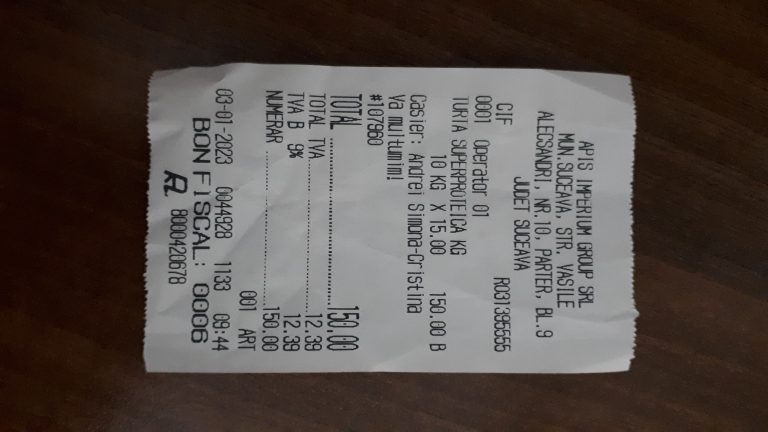 APIS IMPERIUM GROUP SRL
MUN.SUCEAVA, STR. VASILE
ALECSANDRI, NR.10, PARTER, BL.9
JUDET SUCEAVA
CIF RO31395555
0001 Operator 01
TURTA SUPERPROTEICA KG
10 KG X 15.00 150.00 B
Casier: Andrei Simona-Cristina
Va multumim!
#107960
TOTAL 150.00
TOTAL TVA 12.39
TVA B 9% 12.39
NUMERAR 150.00
001 ART
03-01-2023 0044928 1133 09:44
BON FISCAL: 0006
8000420678